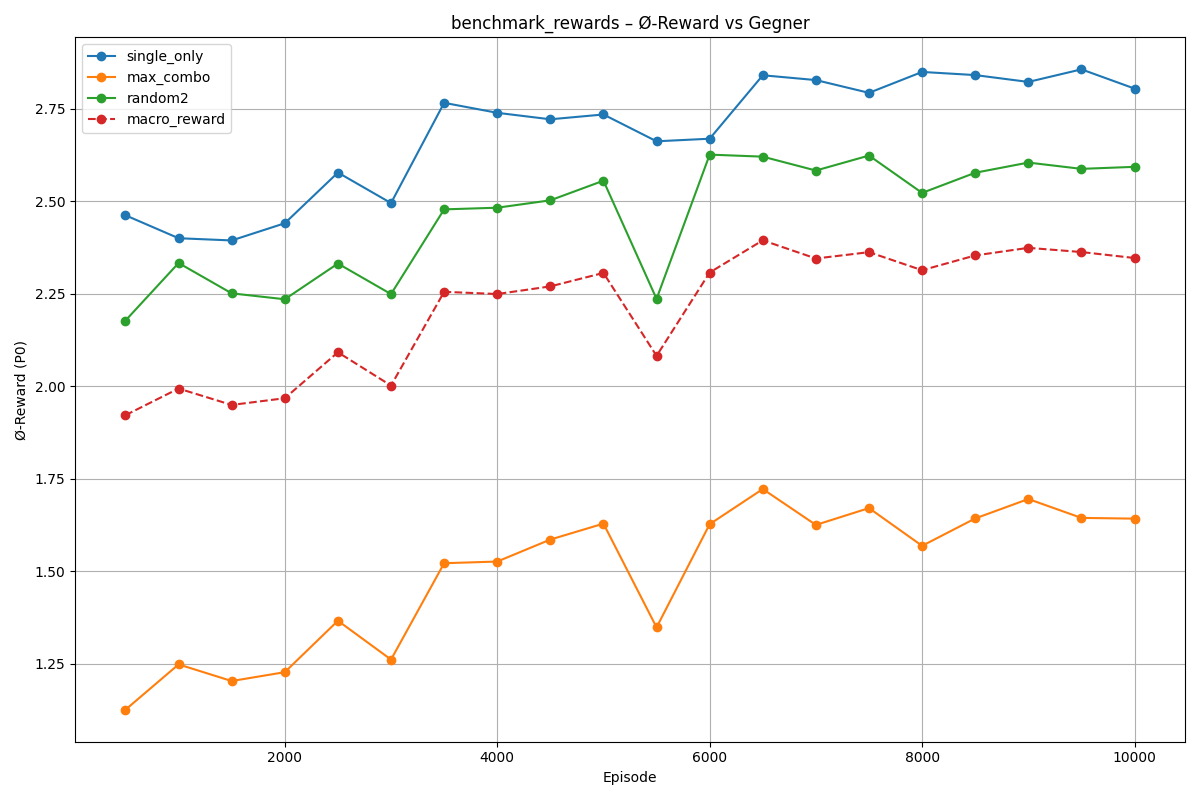 benchmark_rewards – Ø-Reward vs Gegner
single_only
max_combo
random2
macro_reward
Ø-Reward (P0)
2.75
2.50
2.25
2.00
1.75
1.50
1.25
2000
4000
6000
8000
10000
Episode